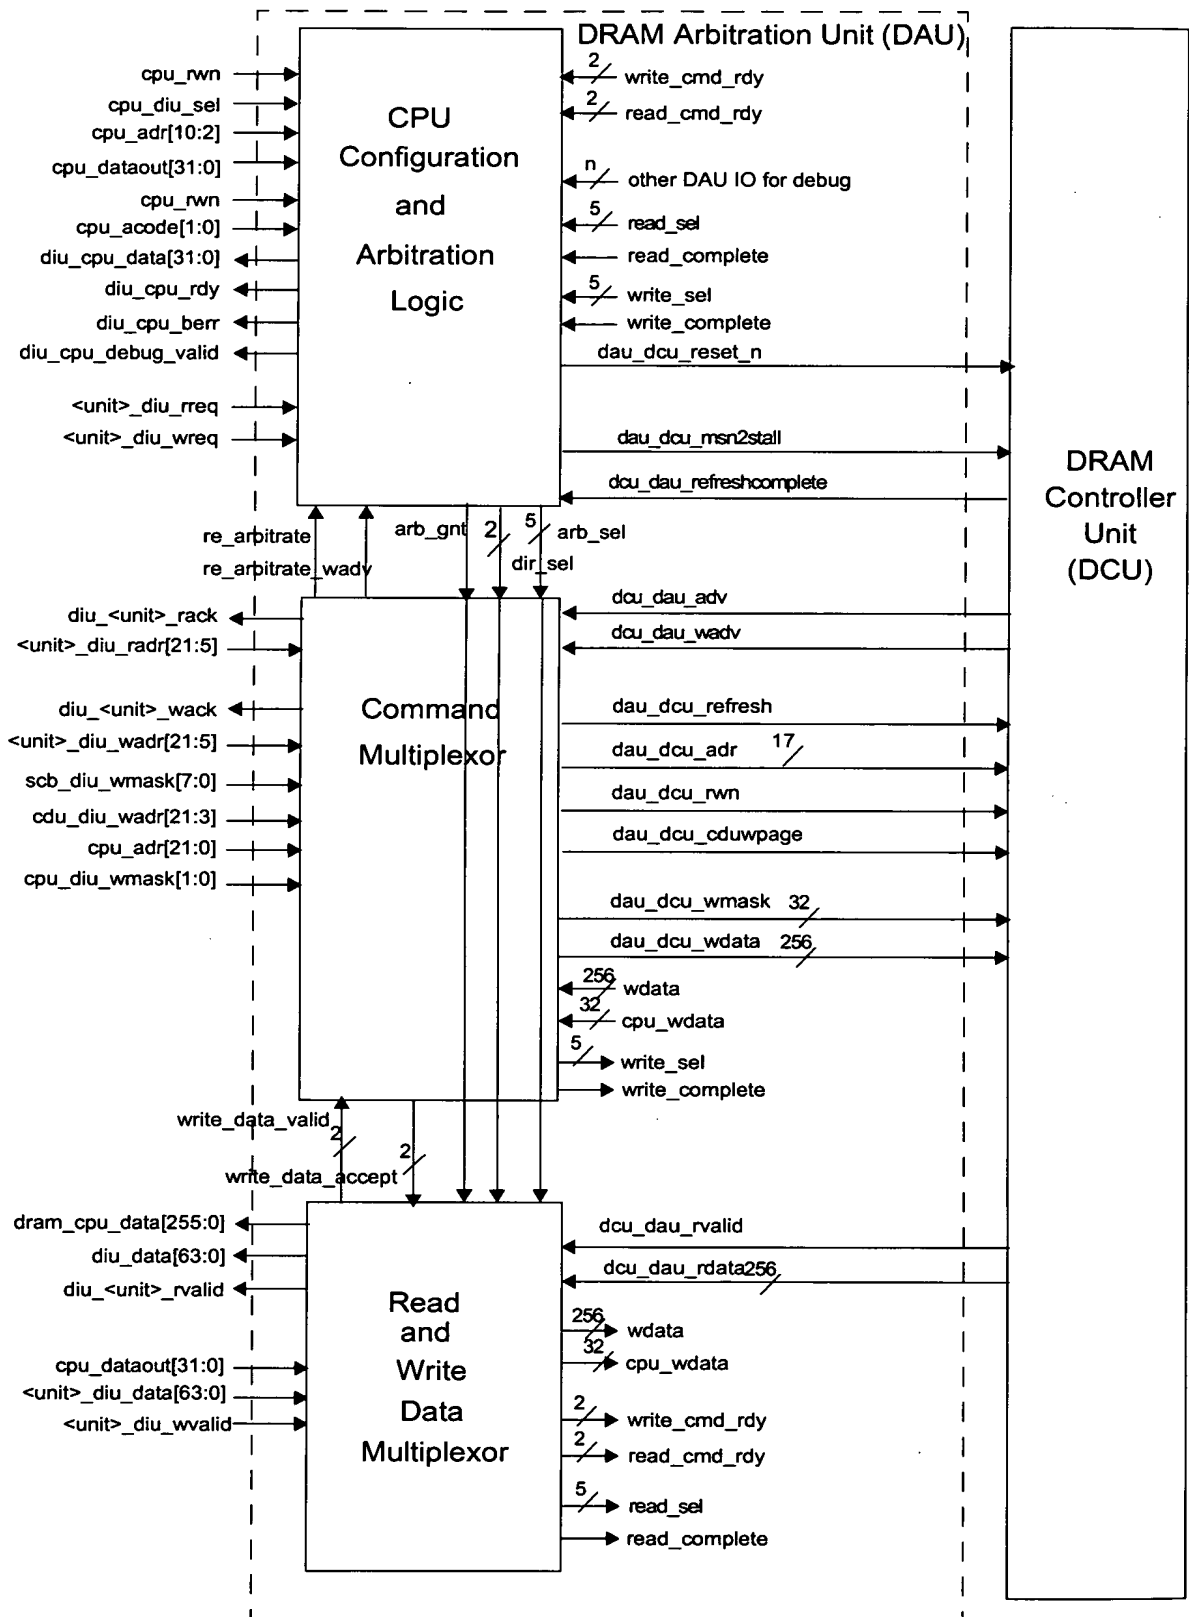 DRAM Arbitration Unit (DAU)
cpu_rwn
cpu_diu_sel
cpu_adr[10:2]
cpu_dataout[31:0]
cpu_rwn
cpu_acode[1:0]
diu_cpu_data[31:0]
diu_cpu_rdy
diu_cpu_berr
diu_cpu_debug_valid
<unit>_diu_rreq
<unit>_diu_wreq
CPU
Configuration
and
Arbitration
Logic
2
write_cmd_rdy
2
read_cmd_rdy
n
other DAU IO for debug
5
read_sel
read_complete
5
write_sel
write_complete
dau_dcu_reset_n
dau_dcu_msn2stall
dcu_dau_refreshcomplete
DRAM
Controller
Unit
(DCU)
re_arbitrate
re_arbitrate_wadv
arb_gnt
2
dir_sel
5
arb_sel
diu_<unit>_rack
<unit>_diu_radr[21:5]
diu_<unit>_wack
<unit>_diu_wadr[21:5]
scb_diu_wmask[7:0]
cdu_diu_wadr[21:3]
cpu_adr[21:0]
cpu_diu_wmask[1:0]
Command
Multiplexor
dcu_dau_adv
dcu_dau_wadv
dau_dcu_refresh
dau_dcu_adr 17
dau_dcu_rwn
dau_dcu_cduwpage
dau_dcu_wmask 32
dau_dcu_wdata 256
256
wdata
32
cpu_wdata
5
write_sel
write_complete
write_data_valid
2
2
write_data_accept
dram_cpu_data[255:0]
diu_data[63:0]
diu_<unit>_rvalid
cpu_dataout[31:0]
<unit>_diu_data[63:0]
<unit>_diu_wvalid
Read
and
Write
Data
Multiplexor
dcu_dau_rvalid
dcu_dau_rdata256
256
wdata
32
cpu_wdata
2
write_cmd_rdy
2
read_cmd_rdy
5
read_sel
read_complete